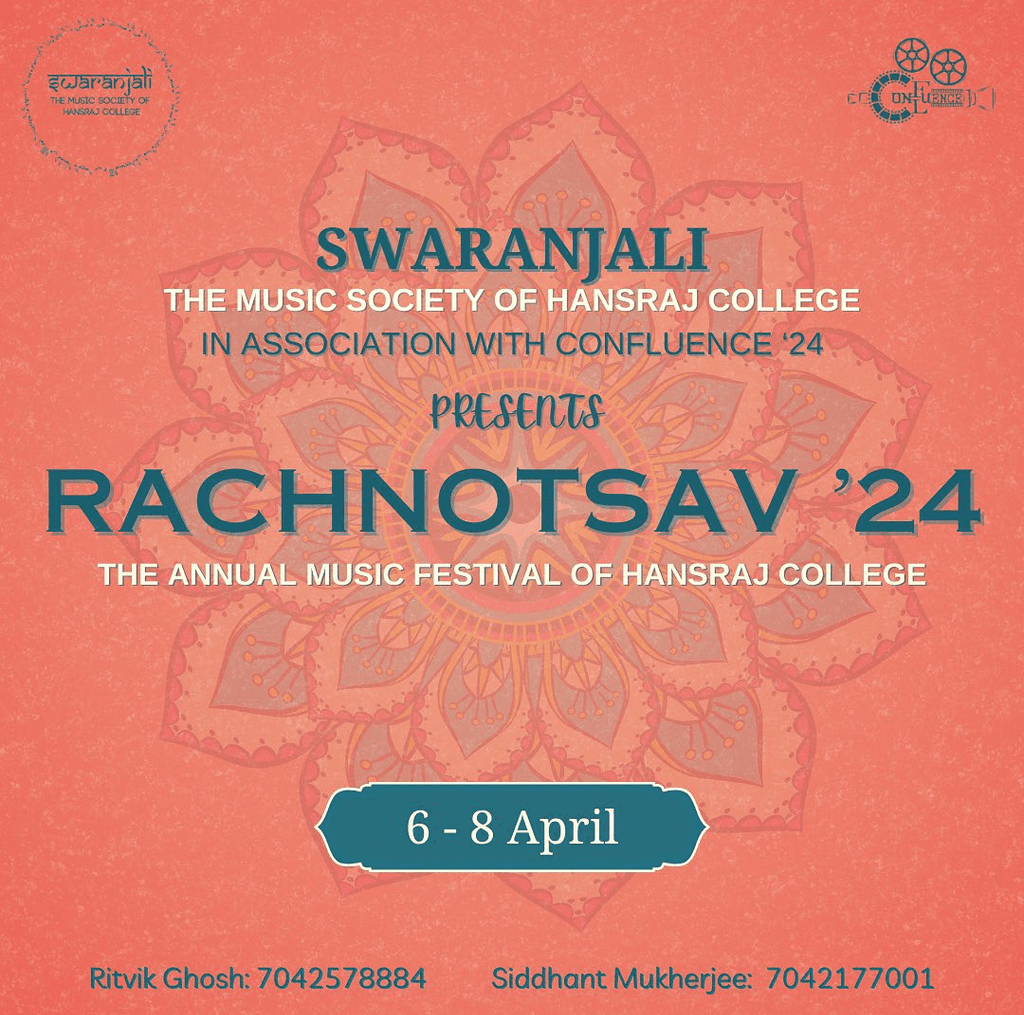 swaranjali
THE MUSIC SOCIETY OF
HANSRAJ COLLEGE
CONFLUENCE
SWARANJALI
THE MUSIC SOCIETY OF HANSRAJ COLLEGE
IN ASSOCIATION WITH CONFLUENCE ‘24
PRESENTS
RACHNOTSAV ’24
THE ANNUAL MUSIC FESTIVAL OF HANSRAJ COLLEGE
6 - 8 April
Ritvik Ghosh: 7042578884 Siddhant Mukherjee: 7042177001